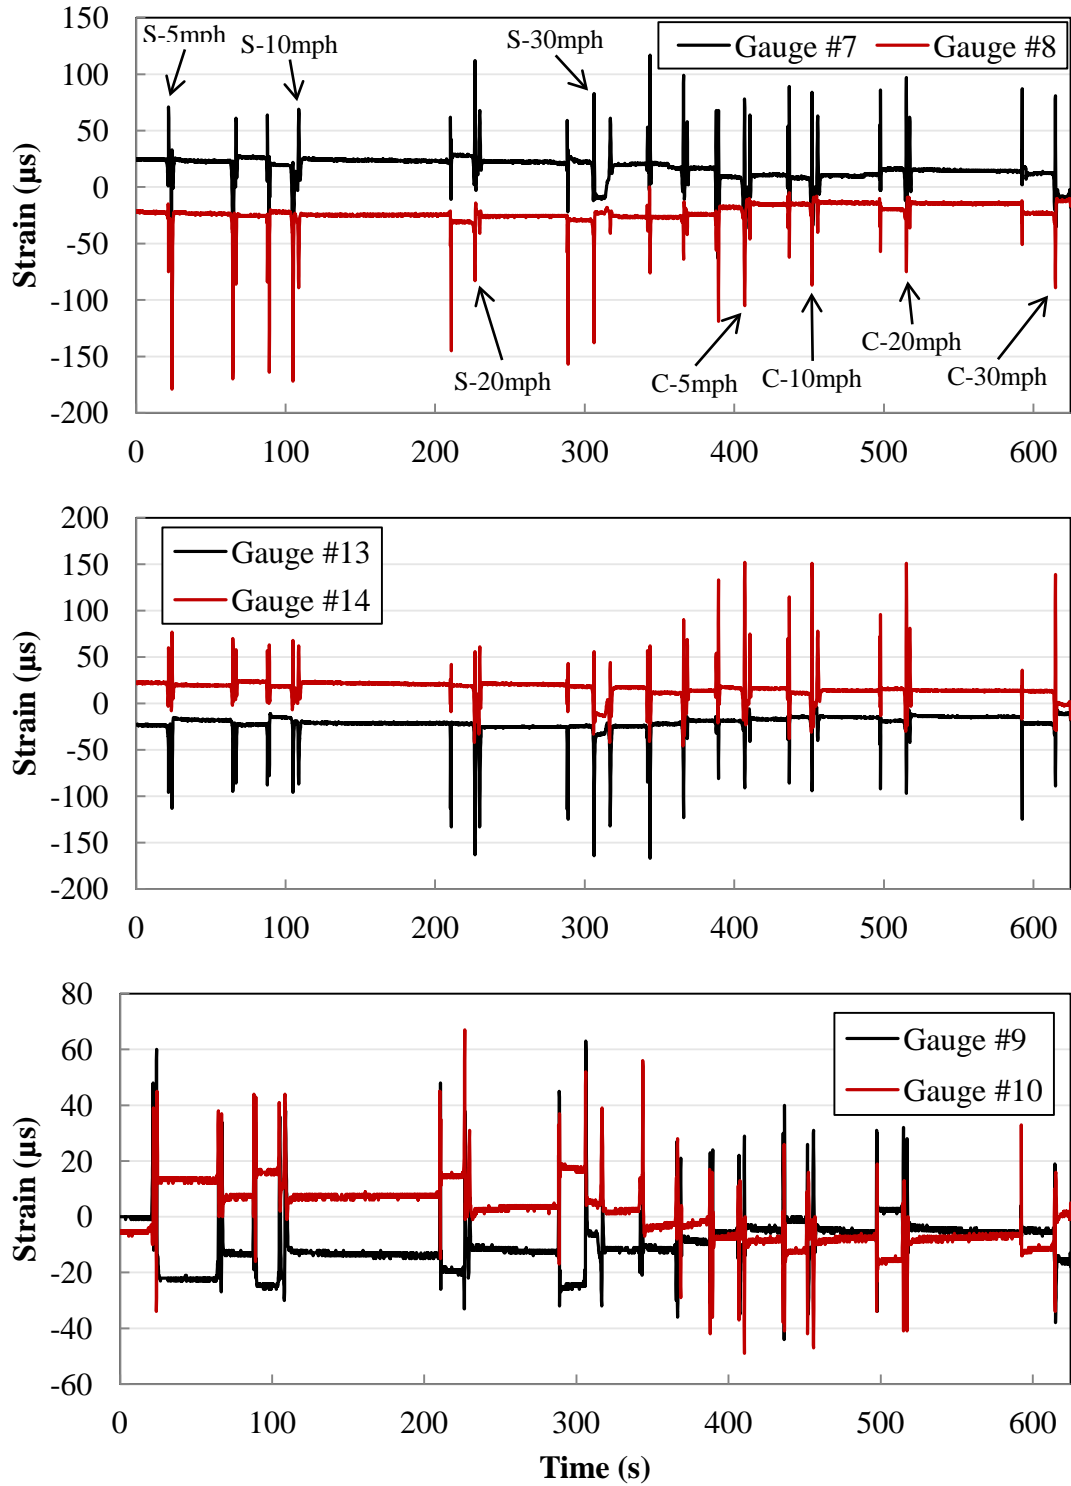 150
100
50
0
-50
-100
-150
-200
Strain (µs)
S-5mph
S-10mph
S-30mph
Gauge #7
Gauge #8
S-20mph
C-5mph
C-10mph
C-20mph
C-30mph
0 100 200 300 400 500 600
200
150
100
50
0
-50
-100
-150
-200
Strain (µs)
Gauge #13
Gauge #14
0 100 200 300 400 500 600
80
60
40
20
0
-20
-40
-60
Strain (µs)
Gauge #9
Gauge #10
0 100 200 300 400 500 600
Time (s)